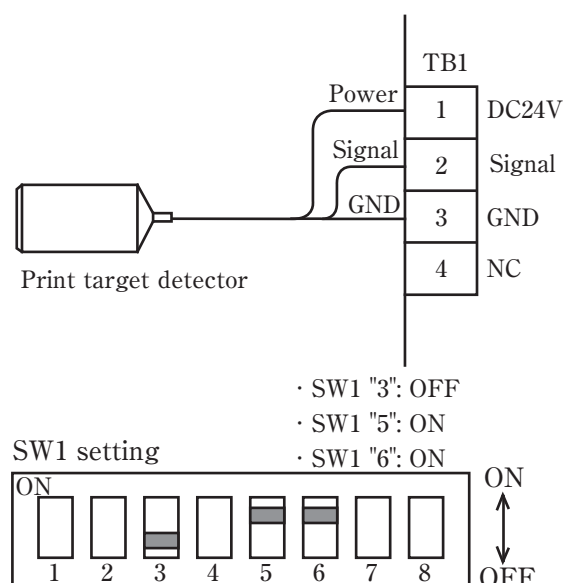 TB1
Power 1 DC24V
Signal 2 Signal
GND 3 GND
4 NC
Print target detector
· SW1 "3": OFF
· SW1 "5": ON
· SW1 "6": ON
SW1 setting
ON
ON
1 2 3 4 5 6 7 8
OFF